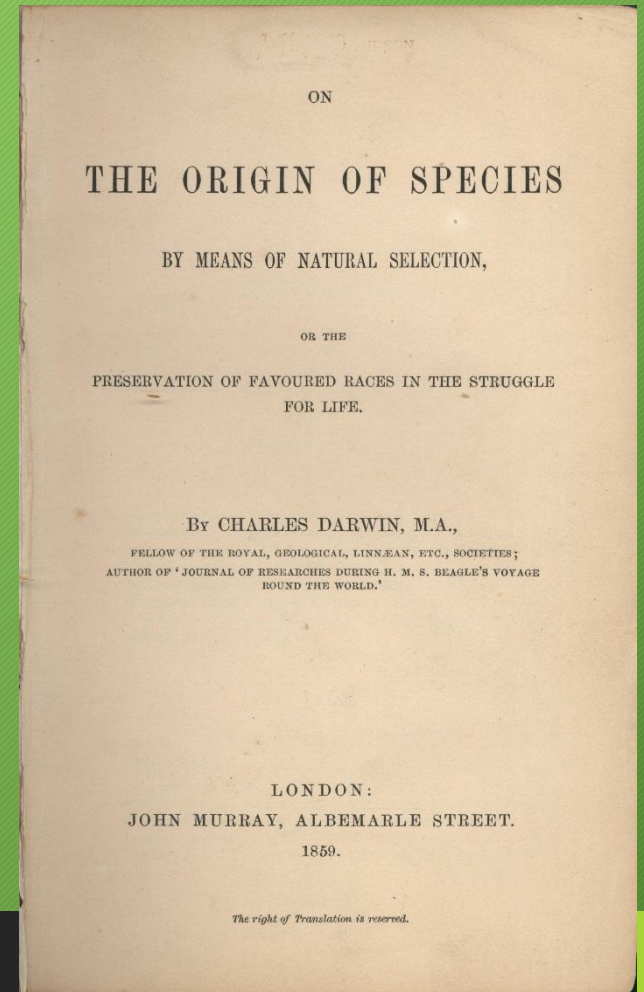 ON
THE ORIGIN OF SPECIES
BY MEANS OF NATURAL SELECTION,
OR THE
PRESERVATION OF FAVOURED RACES IN THE STRUGGLE
FOR LIFE.
By CHARLES DARWIN, M.A.,
FELLOW OF THE ROYAL, GEOLOGICAL, LINNÆAN, ETC., SOCIETIES;
AUTHOR OF ‘JOURNAL OF RESEARCHES DURING H. M. S. BEAGLE’S VOYAGE
ROUND THE WORLD.’
LONDON:
JOHN MURRAY, ALBEMARLE STREET.
1859.
The right of Translation is reserved.